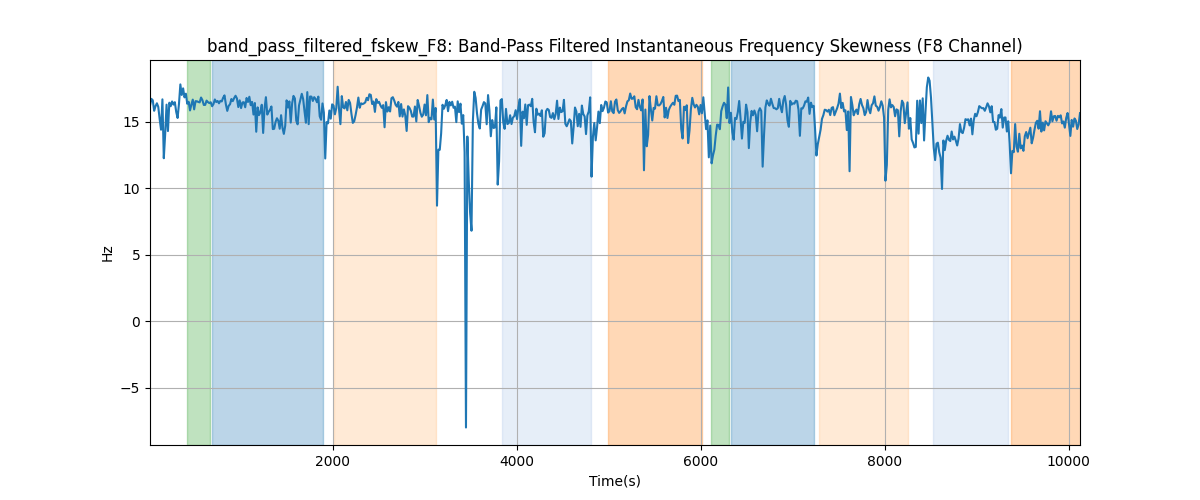 band_pass_filtered_fskew_F8: Band-Pass Filtered Instantaneous Frequency Skewness (F8 Channel)
15
10
5
0
−5
Hz
2000 4000 6000 8000 10000
Time(s)